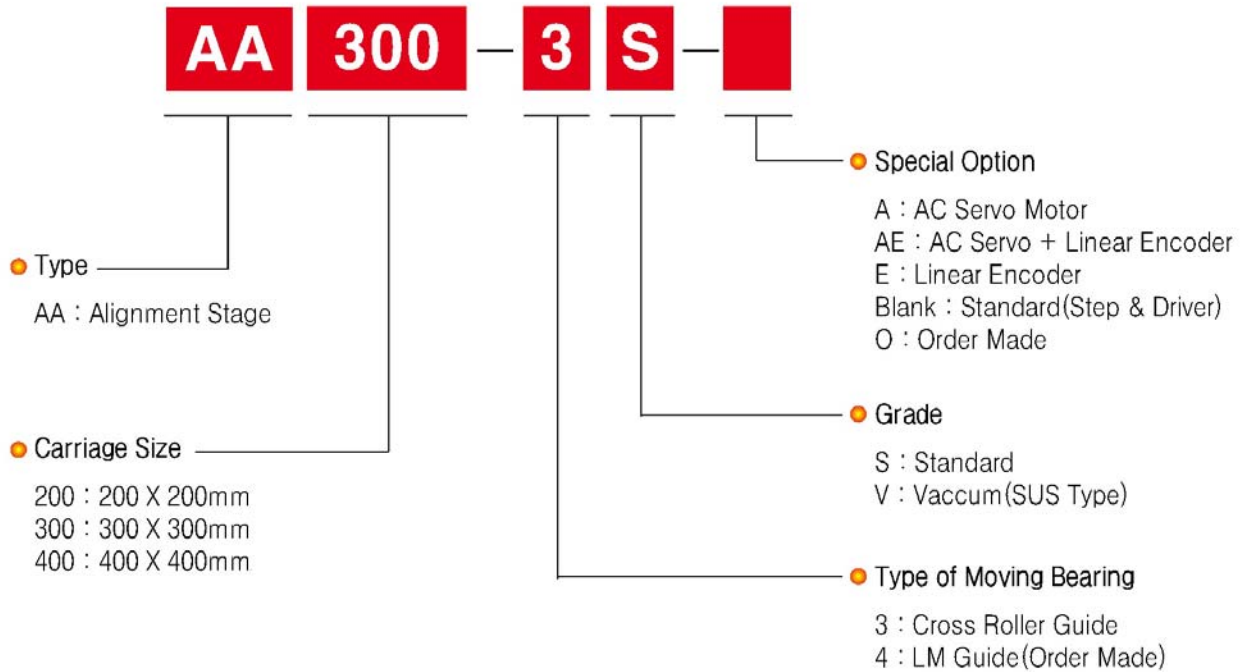 AA 300 - 3 S -
Type
AA : Alignment Stage
Carriage Size
200 : 200 X 200mm
300 : 300 X 300mm
400 : 400 X 400mm
Special Option
A : AC Servo Motor
AE : AC Servo + Linear Encoder
E : Linear Encoder
Blank : Standard(Step & Driver)
O : Order Made
Grade
S : Standard
V : Vaccum(SUS Type)
Type of Moving Bearing
3 : Cross Roller Guide
4 : LM Guide(Order Made)